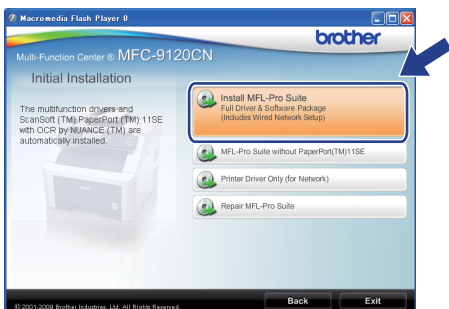 Macromedia Flash Player 8
brother
Multi-Function Center ® MFC-9120CN
Initial Installation
The multifunction drivers and
ScanSoft (TM) PaperPort (TM) 11SE
with OCR by NUANCE (TM) are
automatically installed.
Install MFL-Pro Suite
Full Driver & Software Package
(Includes Wired Network Setup)
MFL-Pro Suite without PaperPort(TM)11SE
Printer Driver Only (for Network)
Repair MFL-Pro Suite
© 2001-2009 Brother Industries, Ltd. All Rights Reserved.
Back
Exit